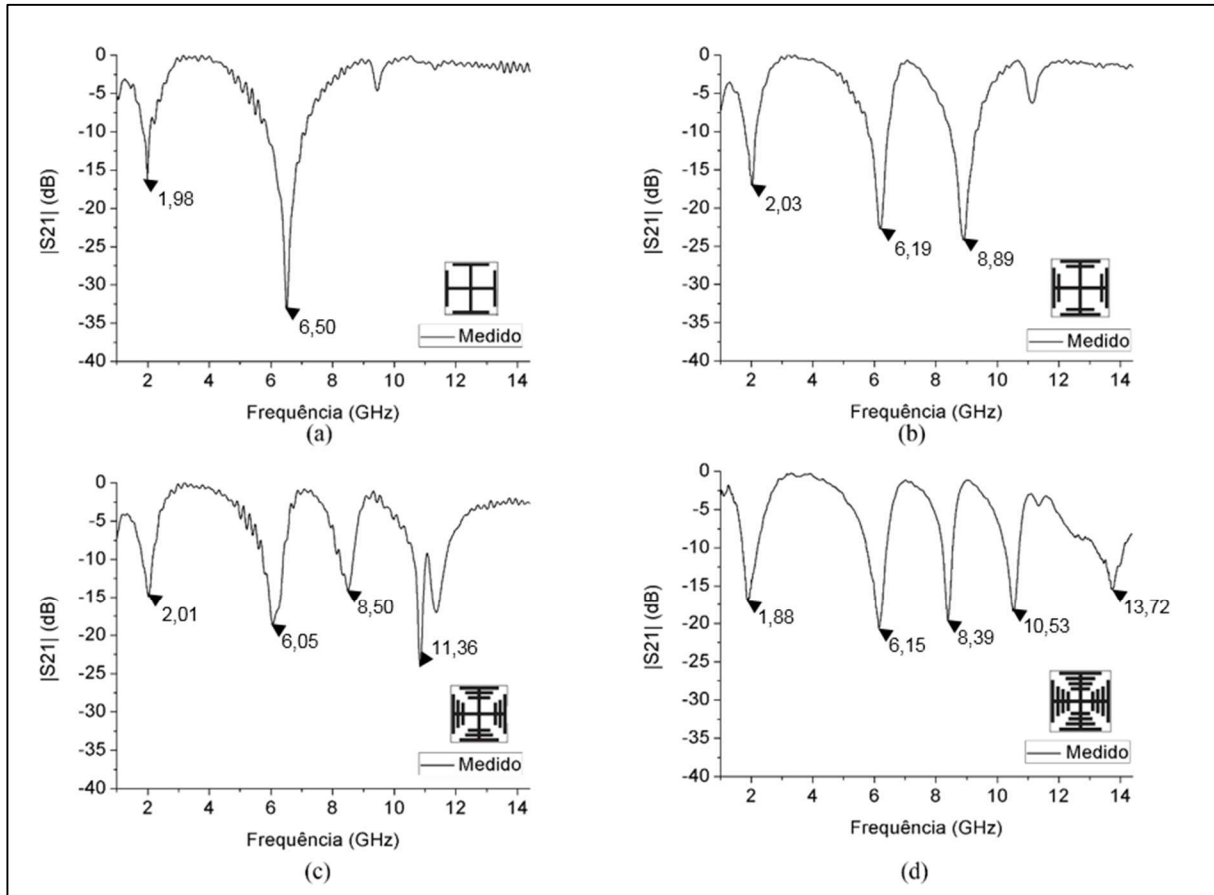 0
-5
-10
-15
-20
-25
-30
-35
-40
|S21| (dB)
1,98
6,50
Medido
2 4 6 8 10 12 14
Frequência (GHz)
(a)
0
-5
-10
-15
-20
-25
-30
-35
-40
|S21| (dB)
2,03
6,19
8,89
Medido
2 4 6 8 10 12 14
Frequência (GHz)
(b)
0
-5
-10
-15
-20
-25
-30
-35
-40
|S21| (dB)
2,01
6,05
8,50
11,36
Medido
2 4 6 8 10 12 14
Frequência (GHz)
(c)
0
-5
-10
-15
-20
-25
-30
-35
-40
|S21| (dB)
1,88
6,15
8,39
10,53
13,72
Medido
2 4 6 8 10 12 14
Frequência (GHz)
(d)